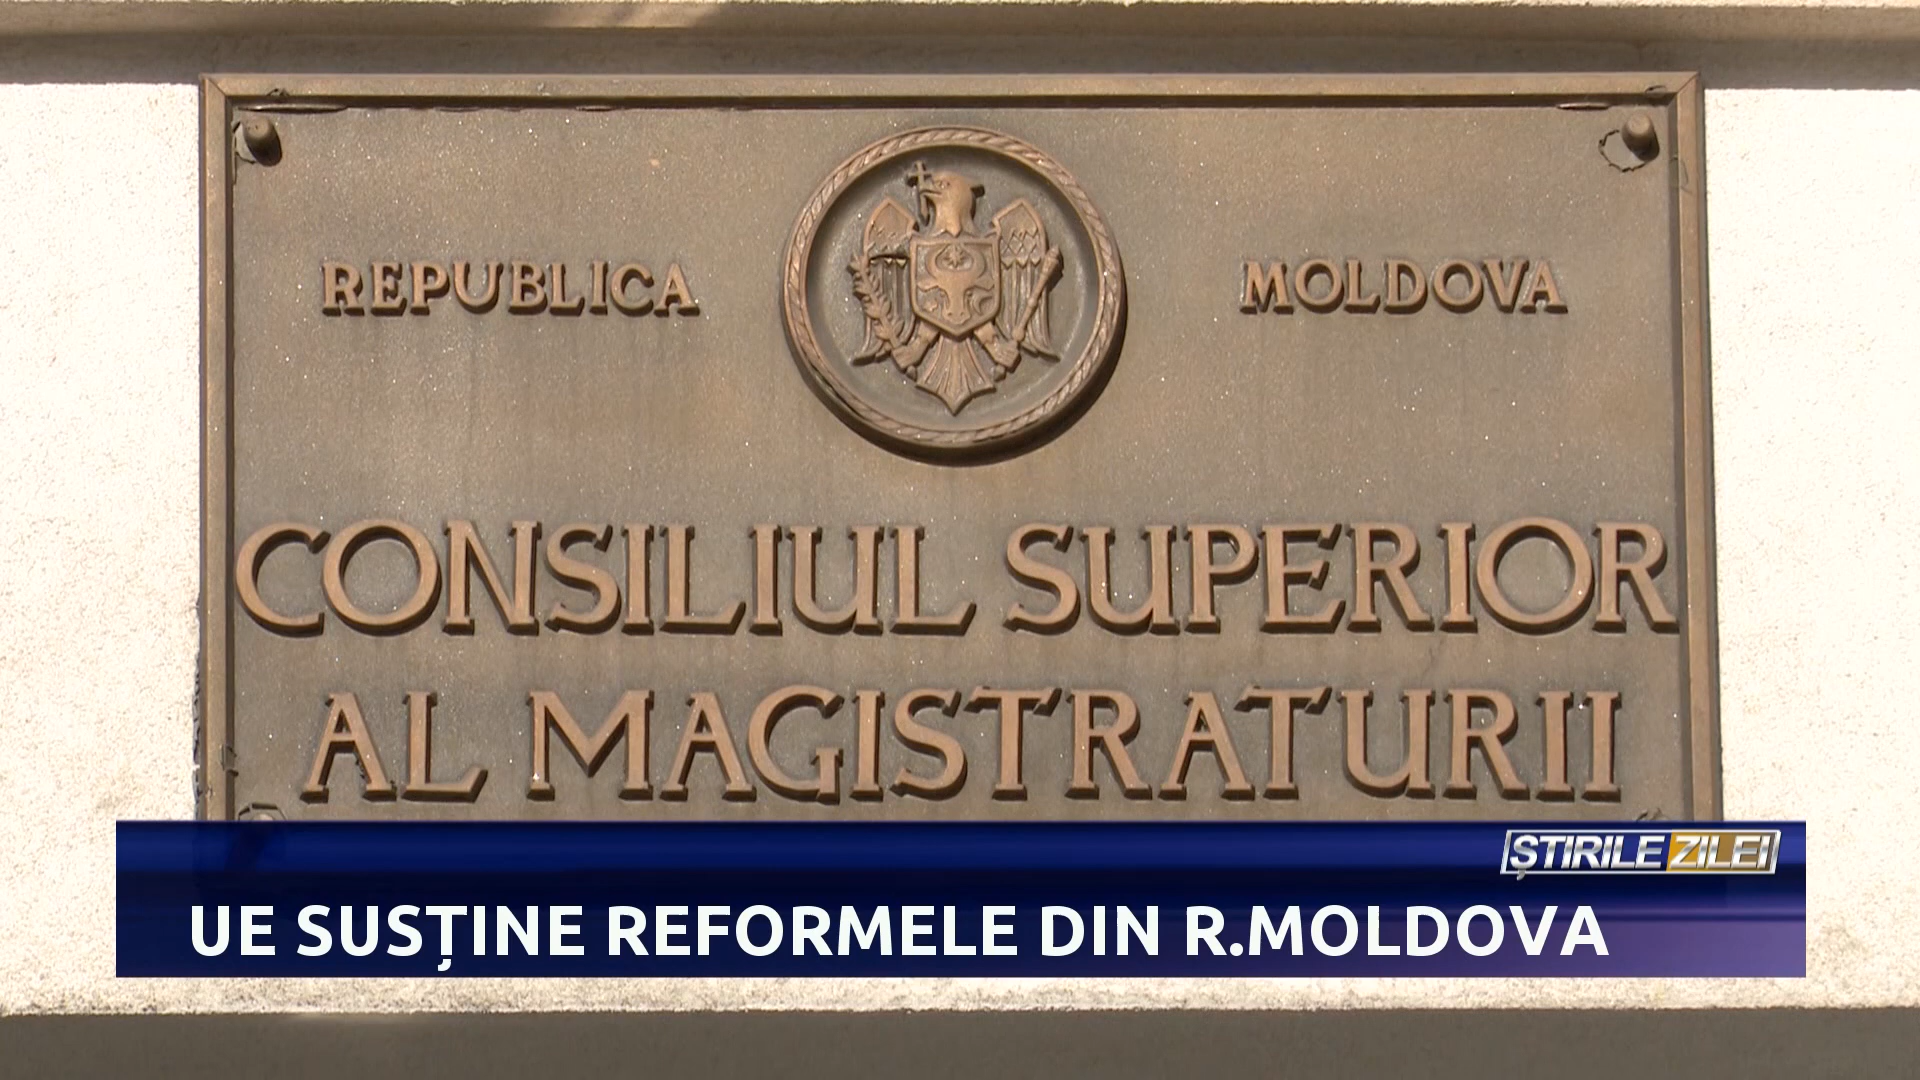 REPUBLICA MOLDOVA
CONSILIUL SUPERIOR
AL MAGISTRATURII
ȘTIRILE ZILEI
UE SUSȚINE REFORMELE DIN R.MOLDOVA